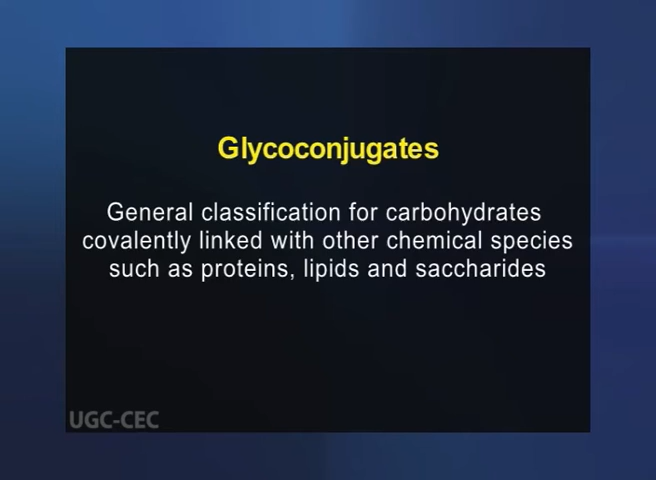 Glycoconjugates
General classification for carbohydrates
covalently linked with other chemical species
such as proteins, lipids and saccharides
UGC-CEC